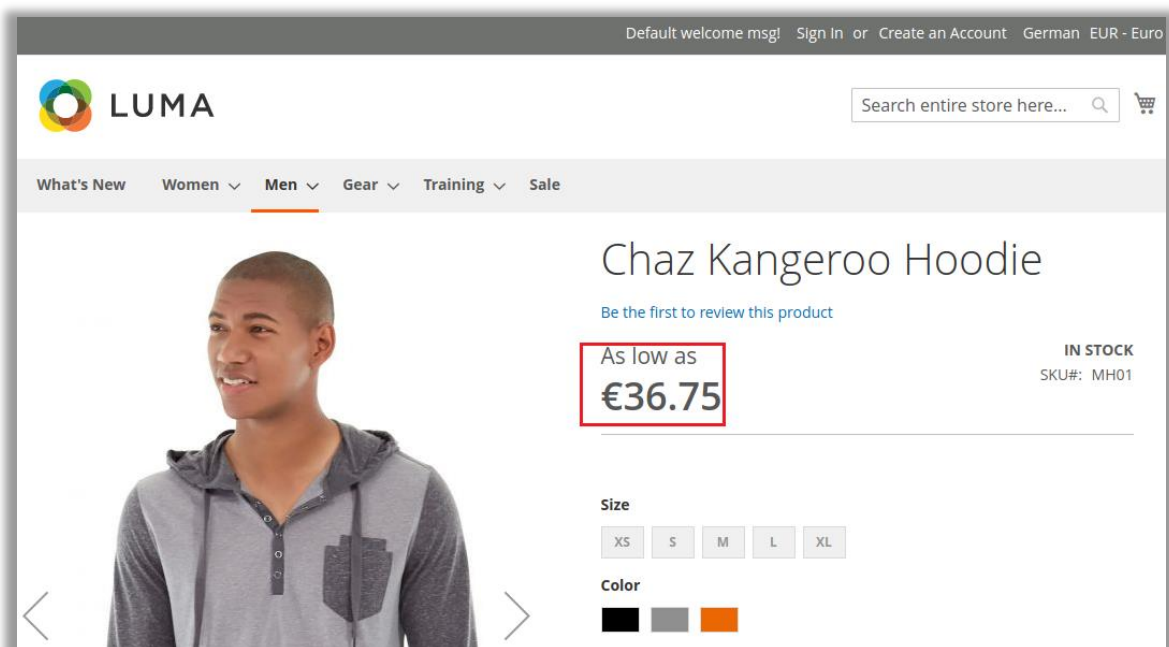 Default welcome msg! Sign In or Create an Account German EUR - Euro
LUMA
Search entire store here...
What's New Women Men Gear Training Sale
Chaz Kangeroo Hoodie
Be the first to review this product
As low as
€36.75
IN STOCK
SKU#: MH01
Size
XS S M L XL
Color